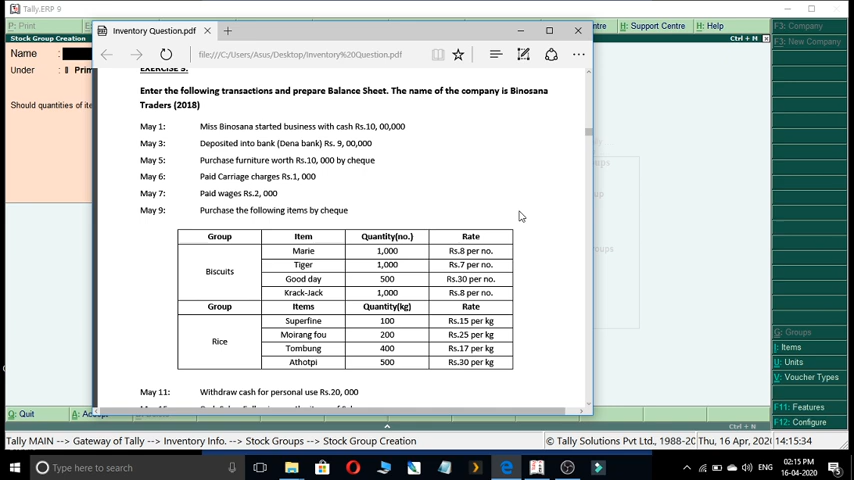 Tally.ERP 9
P: Print
Inventory Question.pdf
ntre
H: Support Centre
H: Help
F3: Company
F3: New Company
Stock Group Creation
Ctrl + M
Name :
Under : Prim
Should quantities of ite
file:///C:/Users/Asus/Desktop/Inventory%20Question.pdf
EXERCISE 5:
Enter the following transactions and prepare Balance Sheet. The name of the company is Binosana
Traders (2018)
May 1: Miss Binosana started business with cash Rs.10, 00,000
May 3: Deposited into bank (Dena bank) Rs. 9, 00,000
May 5: Purchase furniture worth Rs.10, 000 by cheque
May 6: Paid Carriage charges Rs.1, 000
May 7: Paid wages Rs.2, 000
May 9: Purchase the following items by cheque
Group Item Quantity(no.) Rate
Biscuits
Marie 1,000 Rs.8 per no.
Tiger 1,000 Rs.7 per no.
Good day 500 Rs.30 per no.
Krack-Jack 1,000 Rs.8 per no.
Group Items Quantity(kg) Rate
Rice
Superfine 100 Rs.15 per kg
Moirang fou 200 Rs.25 per kg
Tombung 400 Rs.17 per kg
Athotpi 500 Rs.30 per kg
May 11: Withdraw cash for personal use Rs.20, 000
oups
up
oups
G: Groups
I: Items
U: Units
V: Voucher Types
F11: Features
F12: Configure
Q: Quit
A: Accept
Ctrl + N
Tally MAIN --> Gateway of Tally --> Inventory Info. --> Stock Groups --> Stock Group Creation
© Tally Solutions Pvt Ltd., 1988-20
Thu, 16 Apr, 2020
14:15:34
Type here to search
ENG
02:15 PM
16-04-2020